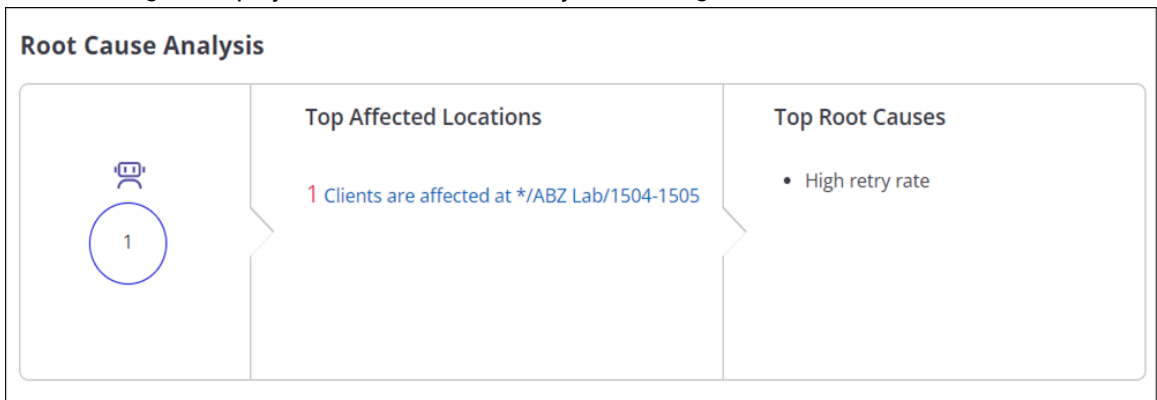 Root Cause Analysis
1
Top Affected Locations
1 Clients are affected at */ABZ Lab/1504-1505
Top Root Causes
• High retry rate